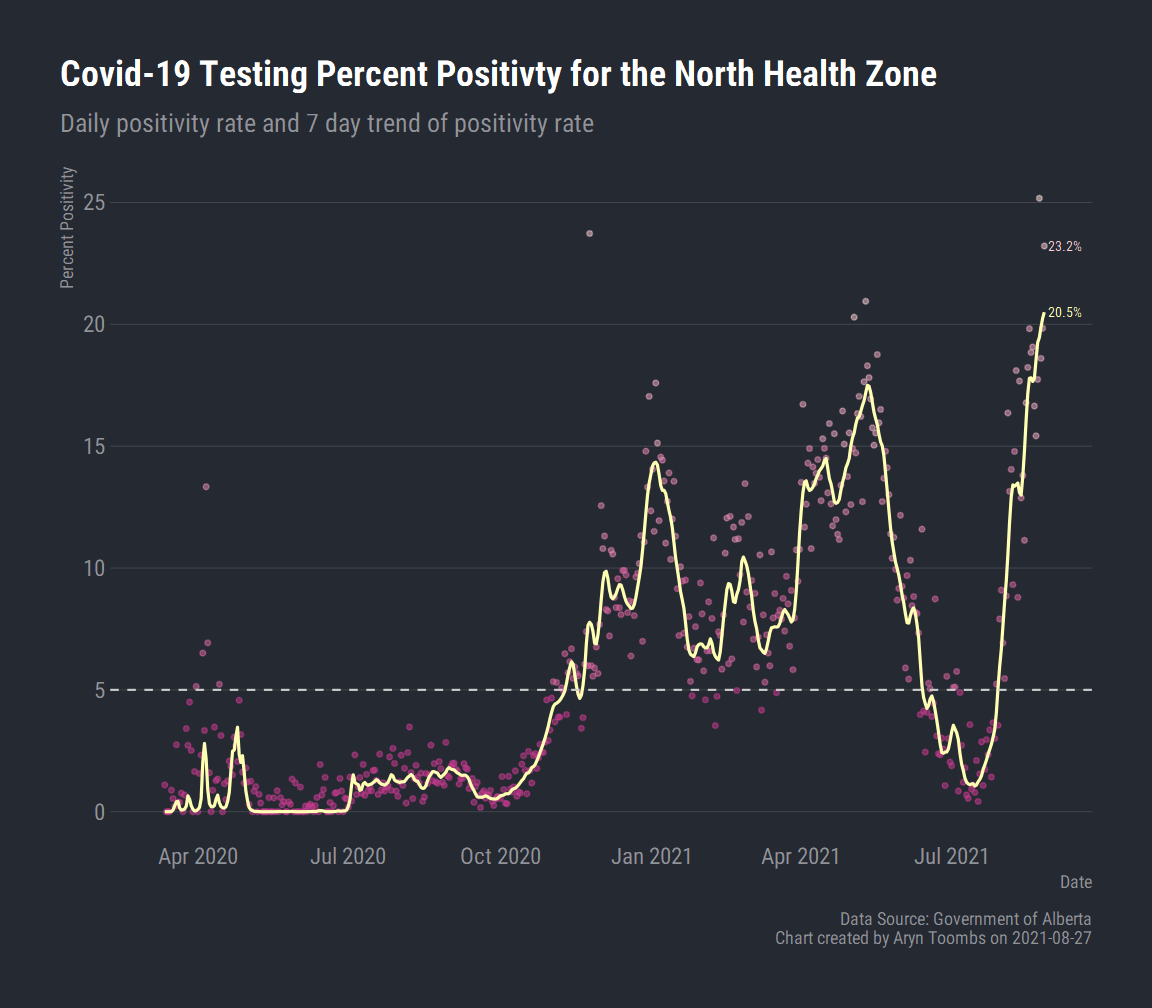 Covid-19 Testing Percent Positivty for the North Health Zone
Daily positivity rate and 7 day trend of positivity rate
Percent Positivity
25
23.2%
20.5%
20
15
10
5
0
Apr 2020
Jul 2020
Oct 2020
Jan 2021
Apr 2021
Jul 2021
Date
Data Source: Government of Alberta
Chart created by Aryn Toombs on 2021-08-27